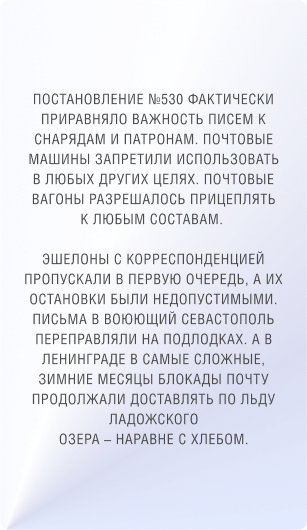 ПОСТАНОВЛЕНИЕ №530 ФАКТИЧЕСКИ
ПРИРАВНЯЛО ВАЖНОСТЬ ПИСЕМ К
СНАРЯДАМ И ПАТРОНАМ. ПОЧТОВЫЕ
МАШИНЫ ЗАПРЕТИЛИ ИСПОЛЬЗОВАТЬ
В ЛЮБЫХ ДРУГИХ ЦЕЛЯХ. ПОЧТОВЫЕ
ВАГОНЫ РАЗРЕШАЛОСЬ ПРИЦЕПЛЯТЬ
К ЛЮБЫМ СОСТАВАМ.
ЭШЕЛОНЫ С КОРРЕСПОНДЕНЦИЕЙ
ПРОПУСКАЛИ В ПЕРВУЮ ОЧЕРЕДЬ, А ИХ
ОСТАНОВКИ БЫЛИ НЕДОПУСТИМЫМИ.
ПИСЬМА В ВОЮЮЩИЙ СЕВАСТОПОЛЬ
ПЕРЕПРАВЛЯЛИ НА ПОДЛОДКАХ. А В
ЛЕНИНГРАДЕ В САМЫЕ СЛОЖНЫЕ,
ЗИМНИЕ МЕСЯЦЫ БЛОКАДЫ ПОЧТУ
ПРОДОЛЖАЛИ ДОСТАВЛЯТЬ ПО ЛЬДУ
ЛАДОЖСКОГО
ОЗЕРА – НАРАВНЕ С ХЛЕБОМ.